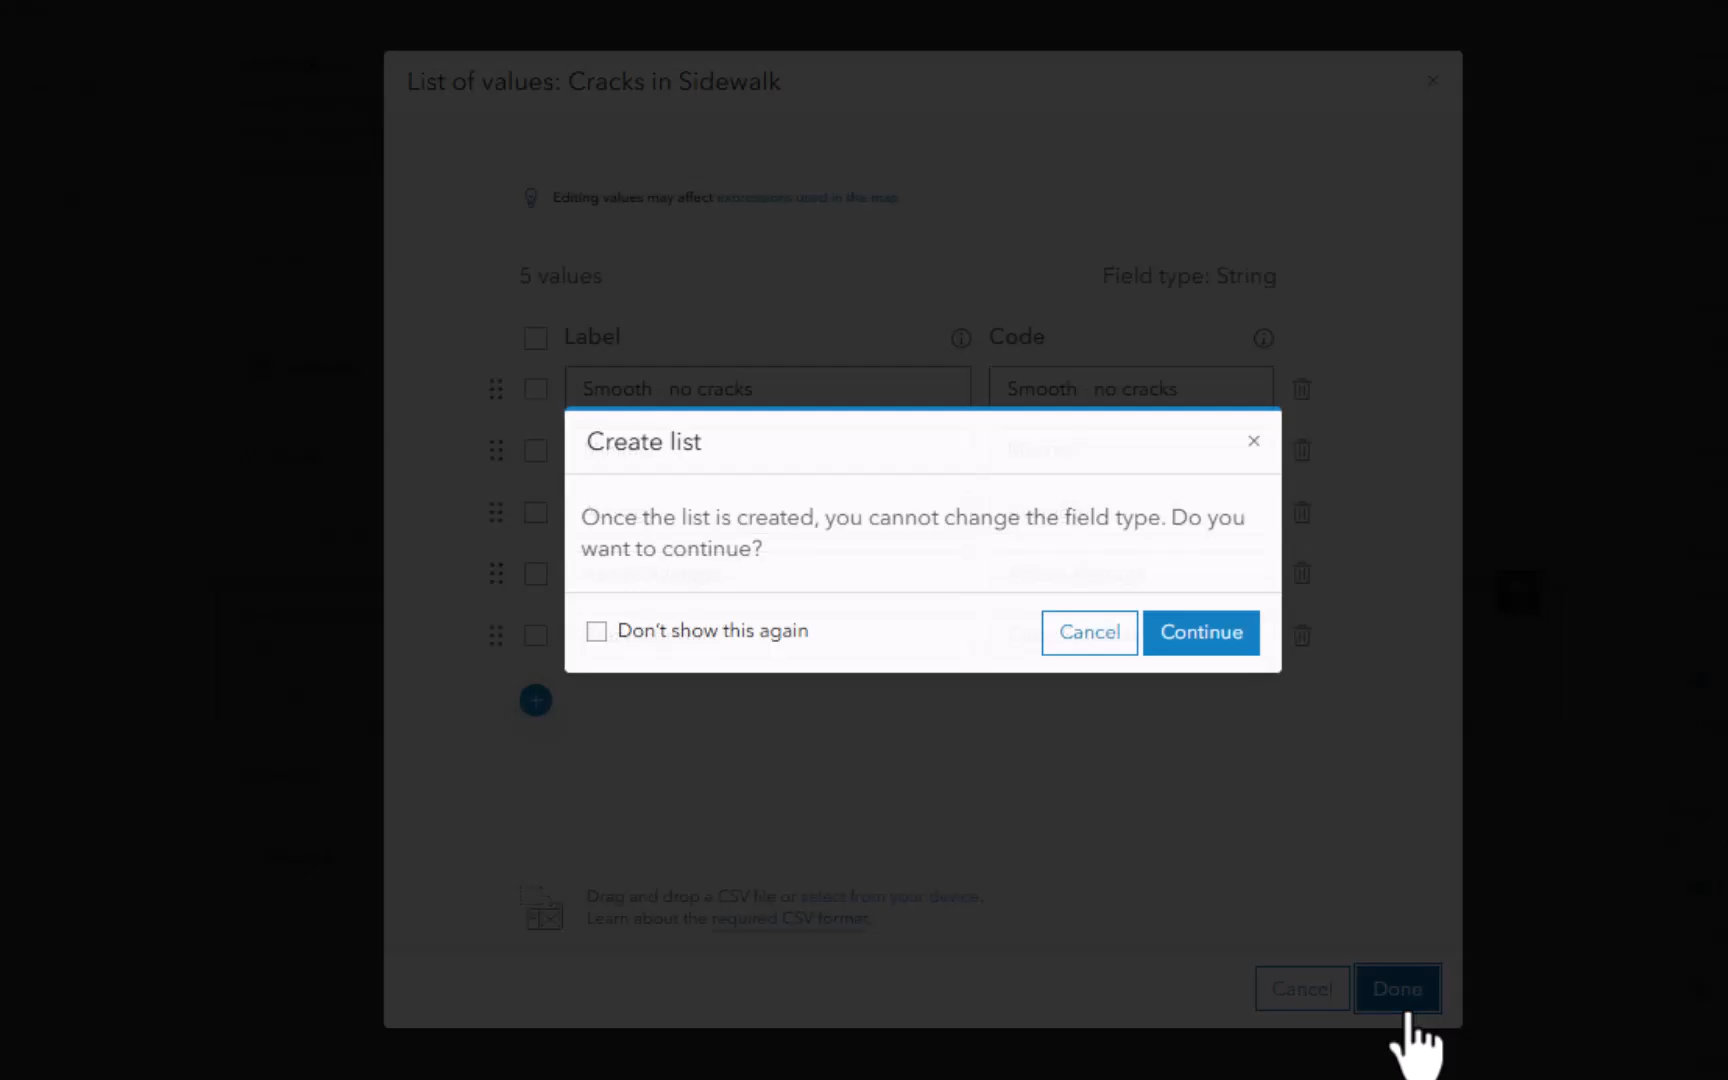 List of values: Cracks in Sidewalk
Editing values may affect expressions used in the map
5 values
Field type: String
Label
Code
Smooth no cracks
Smooth no cracks
Create list
Once the list is created, you cannot change the field type. Do you
want to continue?
Don't show this again
Cancel
Continue
Drag and drop a CSV file or select from your device.
Learn about the required CSV format.
Cancel
Done